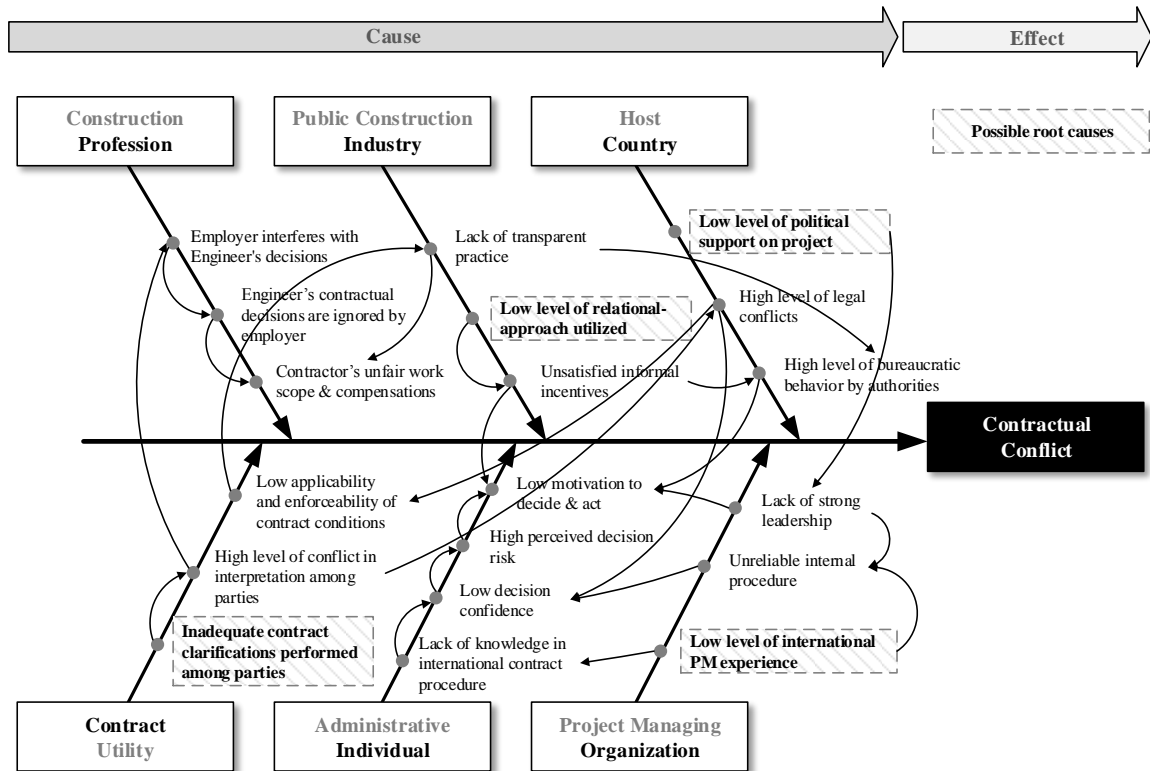 Cause
Effect
Construction
Profession
Public Construction
Industry
Host
Country
Possible root causes
Employer interferes with
Engineer's decisions
Engineer's contractual
decisions are ignored by
employer
Contractor's unfair work
scope & compensations
Lack of transparent
practice
Low level of relational-
approach utilized
Unsatisfied informal
incentives
Low level of political
support on project
High level of legal
conflicts
High level of bureaucratic
behavior by authorities
Contractual
Conflict
Low applicability
and enforceability of
contract conditions
High level of conflict in
interpretation among
parties
Inadequate contract
clarifications performed
among parties
Low motivation to
decide & act
High perceived decision
risk
Low decision
confidence
Lack of knowledge in
international contract
procedure
Lack of strong
leadership
Unreliable internal
procedure
Low level of international
PM experience
Contract
Utility
Administrative
Individual
Project Managing
Organization